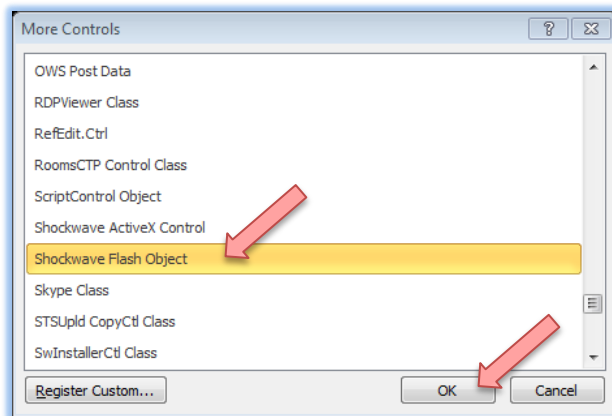 More Controls
OWS Post Data
RDPViewer Class
RefEdit.Ctrl
RoomsCTP Control Class
ScriptControl Object
Shockwave ActiveX Control
Shockwave Flash Object
Skype Class
STSUpld CopyCtl Class
SwInstallerCtl Class
Register Custom... OK Cancel